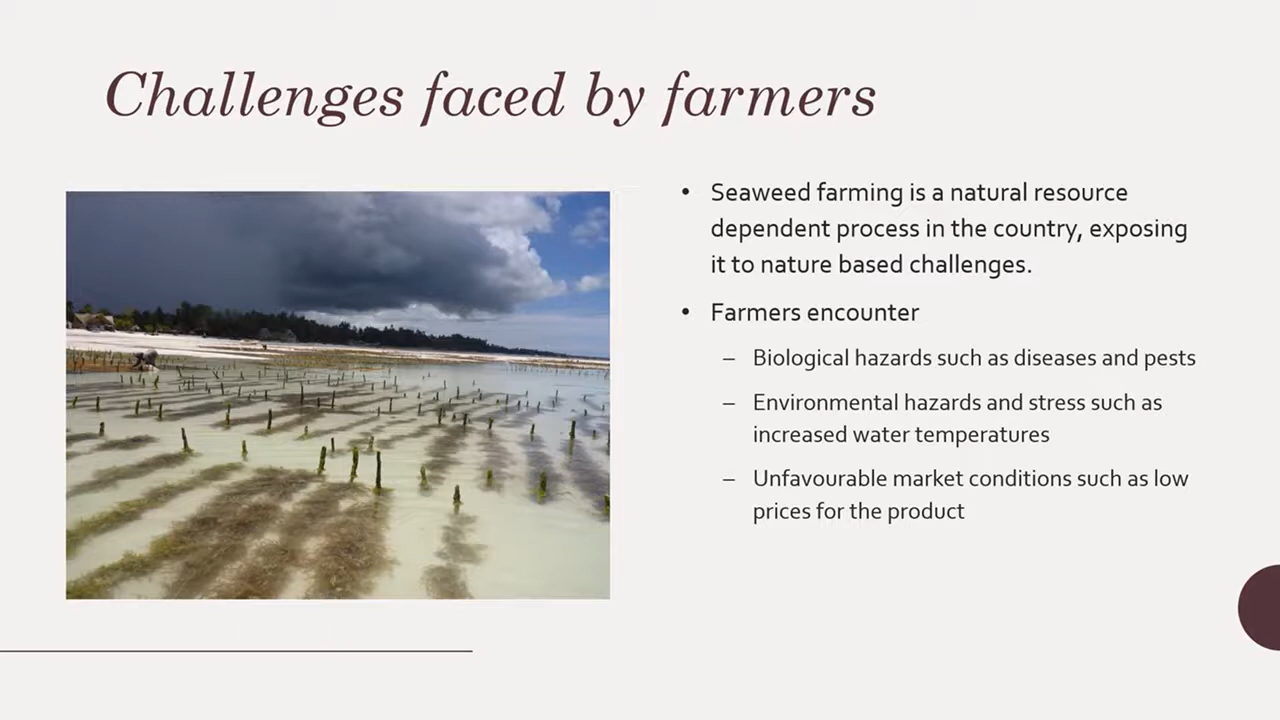 Challenges faced by farmers
• Seaweed farming is a natural resource
dependent process in the country, exposing
it to nature based challenges.
• Farmers encounter
– Biological hazards such as diseases and pests
– Environmental hazards and stress such as
increased water temperatures
– Unfavourable market conditions such as low
prices for the product